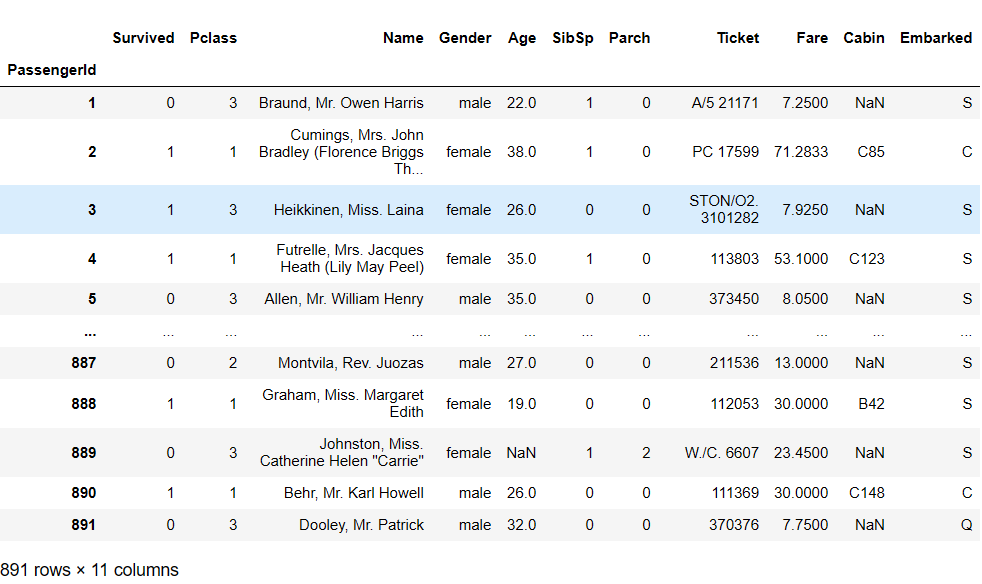 Survived Pclass Name Gender Age SibSp Parch Ticket Fare Cabin Embarked
PassengerId
1 0 3 Braund, Mr. Owen Harris male 22.0 1 0 A/5 21171 7.2500 NaN S
Cumings, Mrs. John
2 1 1 Bradley (Florence Briggs female 38.0 1 0 PC 17599 71.2833 C85 C
Th...
3 1 3 Heikkinen, Miss. Laina female 26.0 0 0 STON/O2. 7.9250 NaN S
3101282
Futrelle, Mrs. Jacques
4 1 1 Heath (Lily May Peel) female 35.0 1 0 113803 53.1000 C123 S
5 0 3 Allen, Mr. William Henry male 35.0 0 0 373450 8.0500 NaN S
... ... ... ... ... ... ... ... ... ... ... ...
887 0 2 Montvila, Rev. Juozas male 27.0 0 0 211536 13.0000 NaN S
Graham, Miss. Margaret
888 1 1 Edith female 19.0 0 0 112053 30.0000 B42 S
Johnston, Miss.
889 0 3 Catherine Helen "Carrie" female NaN 1 2 W./C. 6607 23.4500 NaN S
890 1 1 Behr, Mr. Karl Howell male 26.0 0 0 111369 30.0000 C148 C
891 0 3 Dooley, Mr. Patrick male 32.0 0 0 370376 7.7500 NaN Q
891 rows × 11 columns